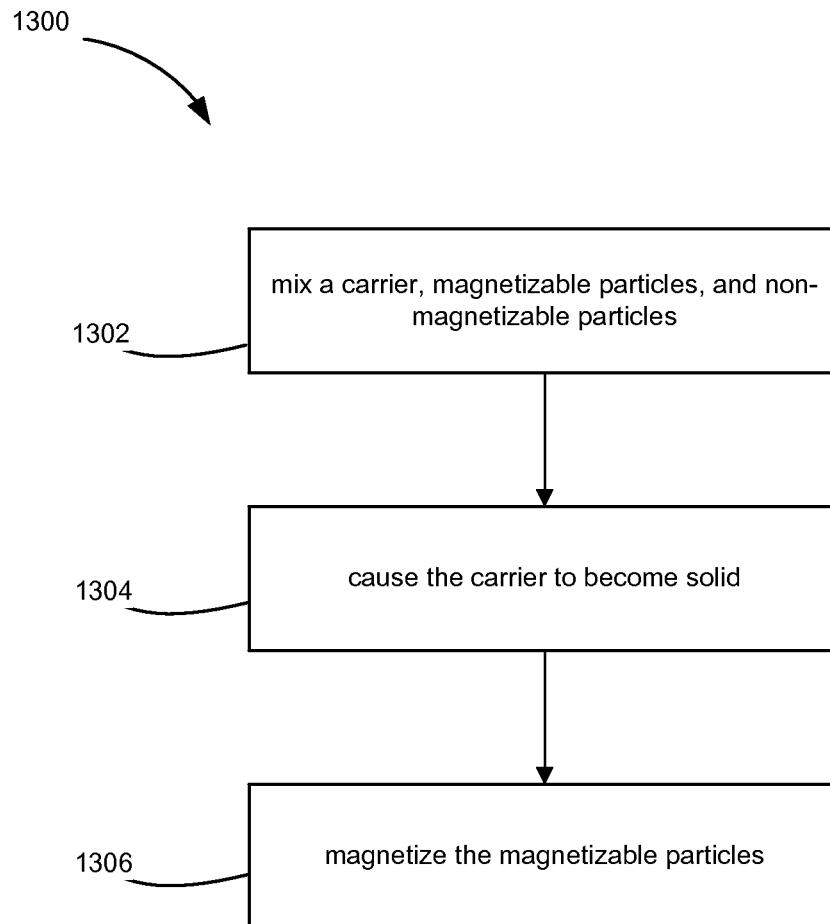 1300
mix a carrier, magnetizable particles, and non-
magnetizable particles
1302
cause the carrier to become solid
1304
magnetize the magnetizable particles
1306